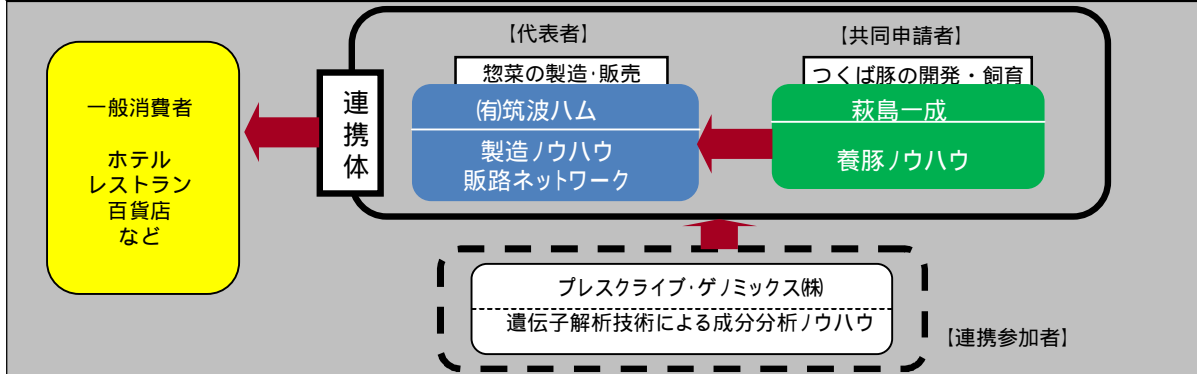 【代表者】
【共同申請者】
惣菜の製造・販売
つくば豚の開発・飼育
㈲筑波ハム
製造ノウハウ
販路ネットワーク
萩島一成
養豚ノウハウ
連携体
一般消費者
ホテル
レストラン
百貨店
など
プレスクライブ・ゲノミックス㈱
遺伝子解析技術による成分分析ノウハウ
【連携参加者】